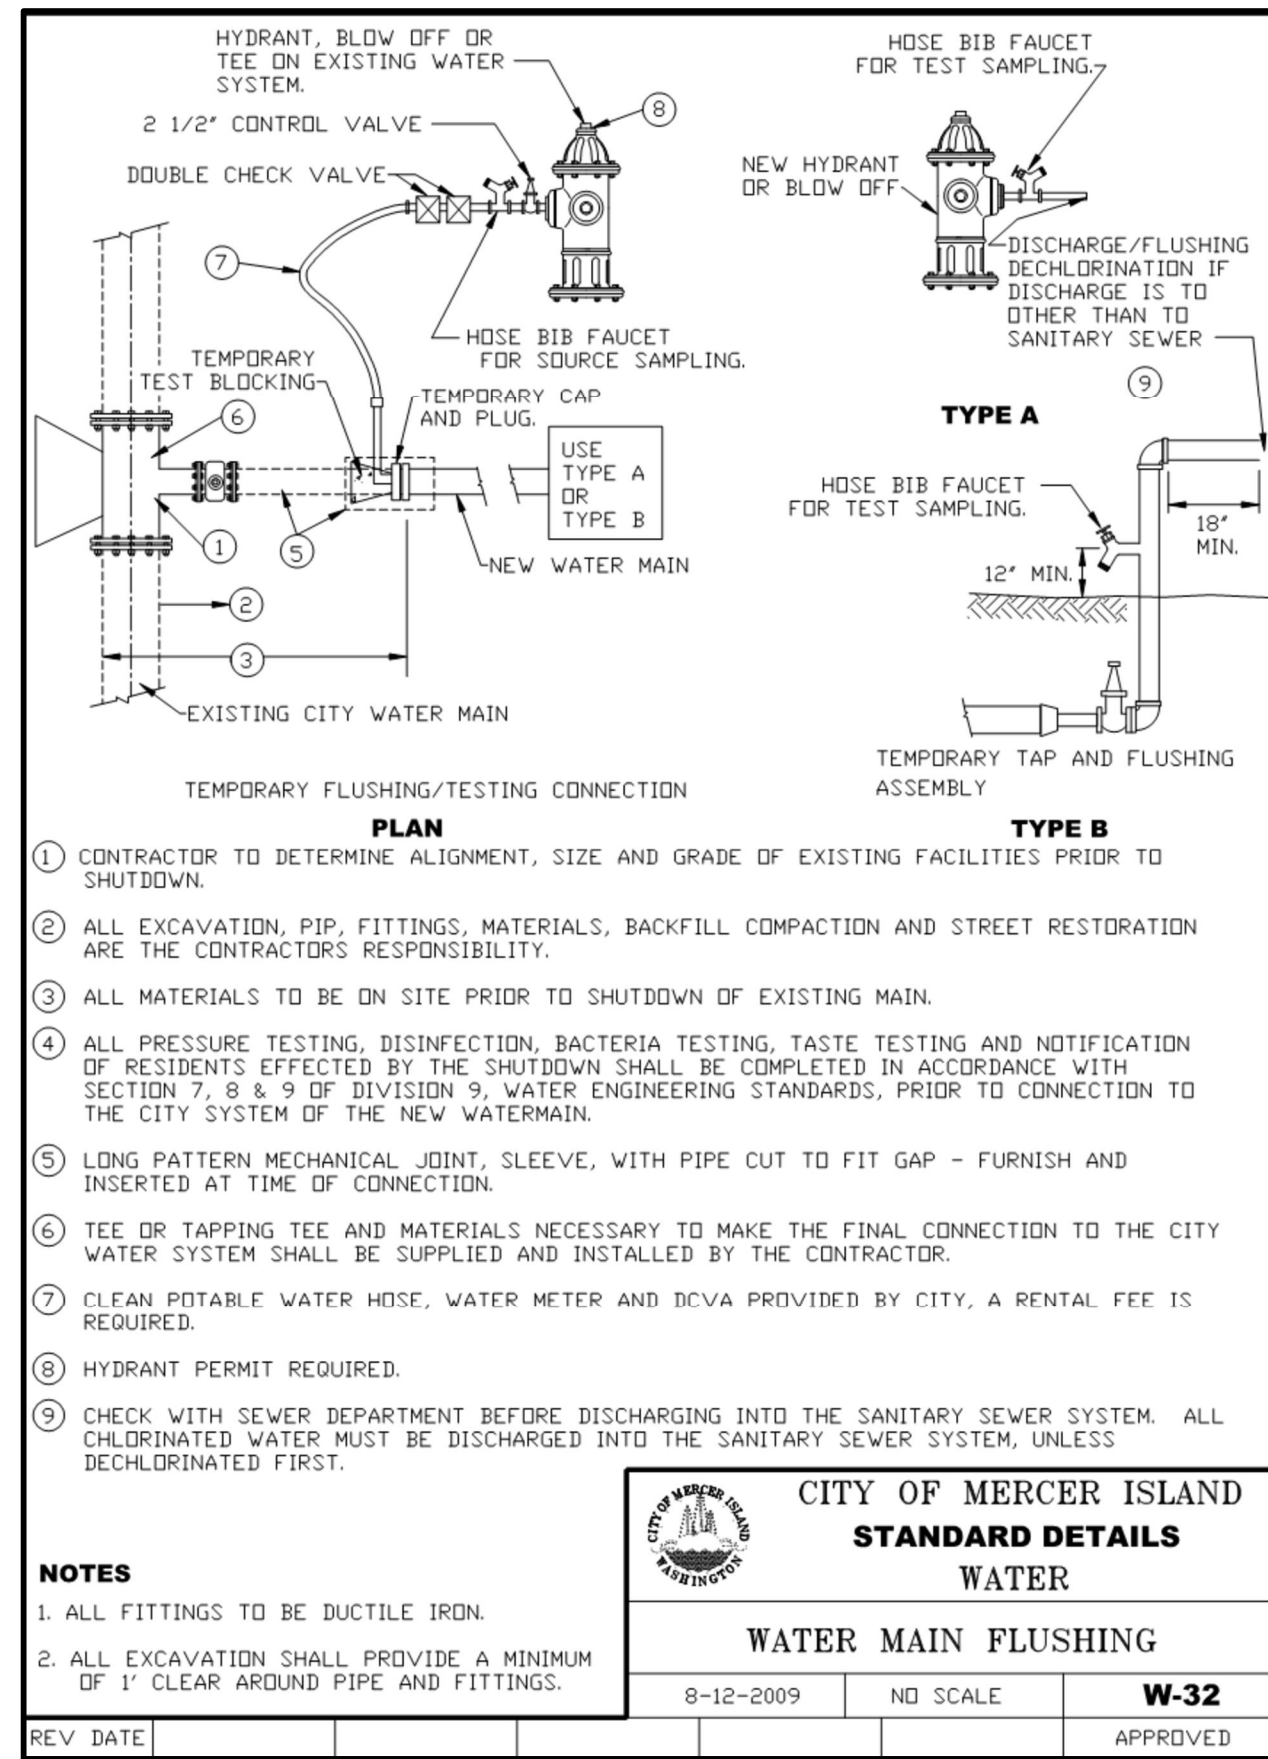 HYDRANT, BLOW OFF OR
TEE ON EXISTING WATER
SYSTEM.
8
2 1/2" CONTROL VALVE
DOUBLE CHECK VALVE
7
HOSE BIB FAUCET
FOR SOURCE SAMPLING.
TEMPORARY
TEST BLOCKING
6
TEMPORARY CAP
AND PLUG.
USE
TYPE A
OR
TYPE B
1
5
NEW WATER MAIN
2
3
EXISTING CITY WATER MAIN
TEMPORARY FLUSHING/TESTING CONNECTION
PLAN
HOSE BIB FAUCET
FOR TEST SAMPLING.
NEW HYDRANT
OR BLOW OFF
DISCHARGE/FLUSHING
DECHLORINATION IF
DISCHARGE IS TO
OTHER THAN TO
SANITARY SEWER
9
TYPE A
HOSE BIB FAUCET
FOR TEST SAMPLING.
18"
MIN.
12" MIN.
TEMPORARY TAP AND FLUSHING
ASSEMBLY
TYPE B
1 CONTRACTOR TO DETERMINE ALIGNMENT, SIZE AND GRADE OF EXISTING FACILITIES PRIOR TO
SHUTDOWN.
2 ALL EXCAVATION, PIP, FITTINGS, MATERIALS, BACKFILL COMPACTION AND STREET RESTORATION
ARE THE CONTRACTORS RESPONSIBILITY.
3 ALL MATERIALS TO BE ON SITE PRIOR TO SHUTDOWN OF EXISTING MAIN.
4 ALL PRESSURE TESTING, DISINFECTION, BACTERIA TESTING, TASTE TESTING AND NOTIFICATION
OF RESIDENTS EFFECTED BY THE SHUTDOWN SHALL BE COMPLETED IN ACCORDANCE WITH
SECTION 7, 8 & 9 OF DIVISION 9, WATER ENGINEERING STANDARDS, PRIOR TO CONNECTION TO
THE CITY SYSTEM OF THE NEW WATERMAIN.
5 LONG PATTERN MECHANICAL JOINT, SLEEVE, WITH PIPE CUT TO FIT GAP - FURNISH AND
INSERTED AT TIME OF CONNECTION.
6 TEE OR TAPPING TEE AND MATERIALS NECESSARY TO MAKE THE FINAL CONNECTION TO THE CITY
WATER SYSTEM SHALL BE SUPPLIED AND INSTALLED BY THE CONTRACTOR.
7 CLEAN POTABLE WATER HOSE, WATER METER AND DCVA PROVIDED BY CITY, A RENTAL FEE IS
REQUIRED.
8 HYDRANT PERMIT REQUIRED.
9 CHECK WITH SEWER DEPARTMENT BEFORE DISCHARGING INTO THE SANITARY SEWER SYSTEM. ALL
CHLORINATED WATER MUST BE DISCHARGED INTO THE SANITARY SEWER SYSTEM, UNLESS
DECHLORINATED FIRST.
NOTES
1. ALL FITTINGS TO BE DUCTILE IRON.
2. ALL EXCAVATION SHALL PROVIDE A MINIMUM
OF 1' CLEAR AROUND PIPE AND FITTINGS.
CITY OF MERCER ISLAND
WASHINGTON
CITY OF MERCER ISLAND
STANDARD DETAILS
WATER
WATER MAIN FLUSHING
8-12-2009 NO SCALE W-32
REV DATE APPROVED